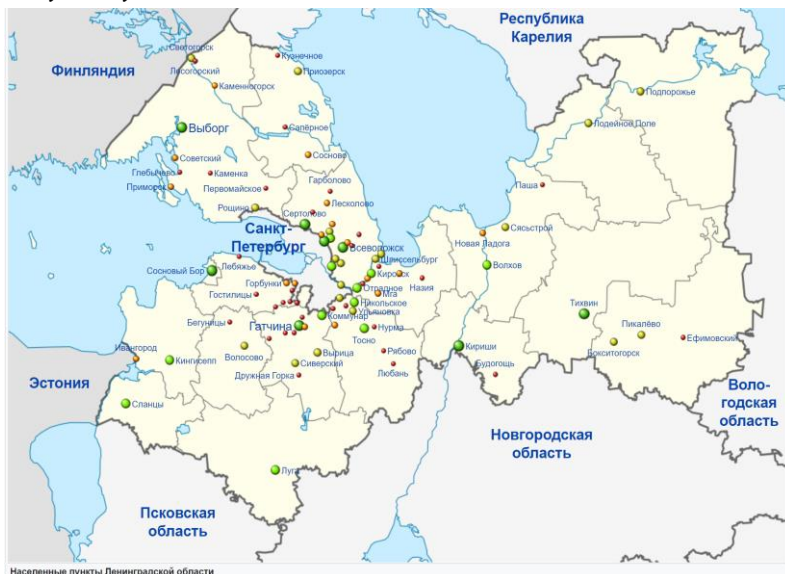 Республика
Карелия
Финляндия
Светогорск
Лесогорский
Каменногорск
Кузнечное
Приозерск
Подпорожье
Лодейное Поле
Выборг
Сапёрное
Советский
Сосново
Глебычево
Каменка
Приморск
Первомайское
Гарболово
Лесколово
Рощино
Сертолово
Паша
Санкт-
Петербург
Всеволожск
Новая Ладога
Сясьстрой
Волхов
Шлиссельбург
Кировск
Назия
Лебяжье
Сосновый Бор
Горбунки
Гостилицы
Отрадное
Мга
Никольское
Ульяновка
Коммунар
Бегуницы
Гатчина
Нурма
Тосно
Тихвин
Пикалёво
Бокситогорск
Ефимовский
Ивангород
Кингисепп
Волосово
Вырица
Сиверский
Рябово
Любань
Кириши
Будогощь
Дружная Горка
Эстония
Сланцы
Воло-
годская
область
Новгородская
область
Луга
Псковская
область
Населенные пункты Ленинградской области